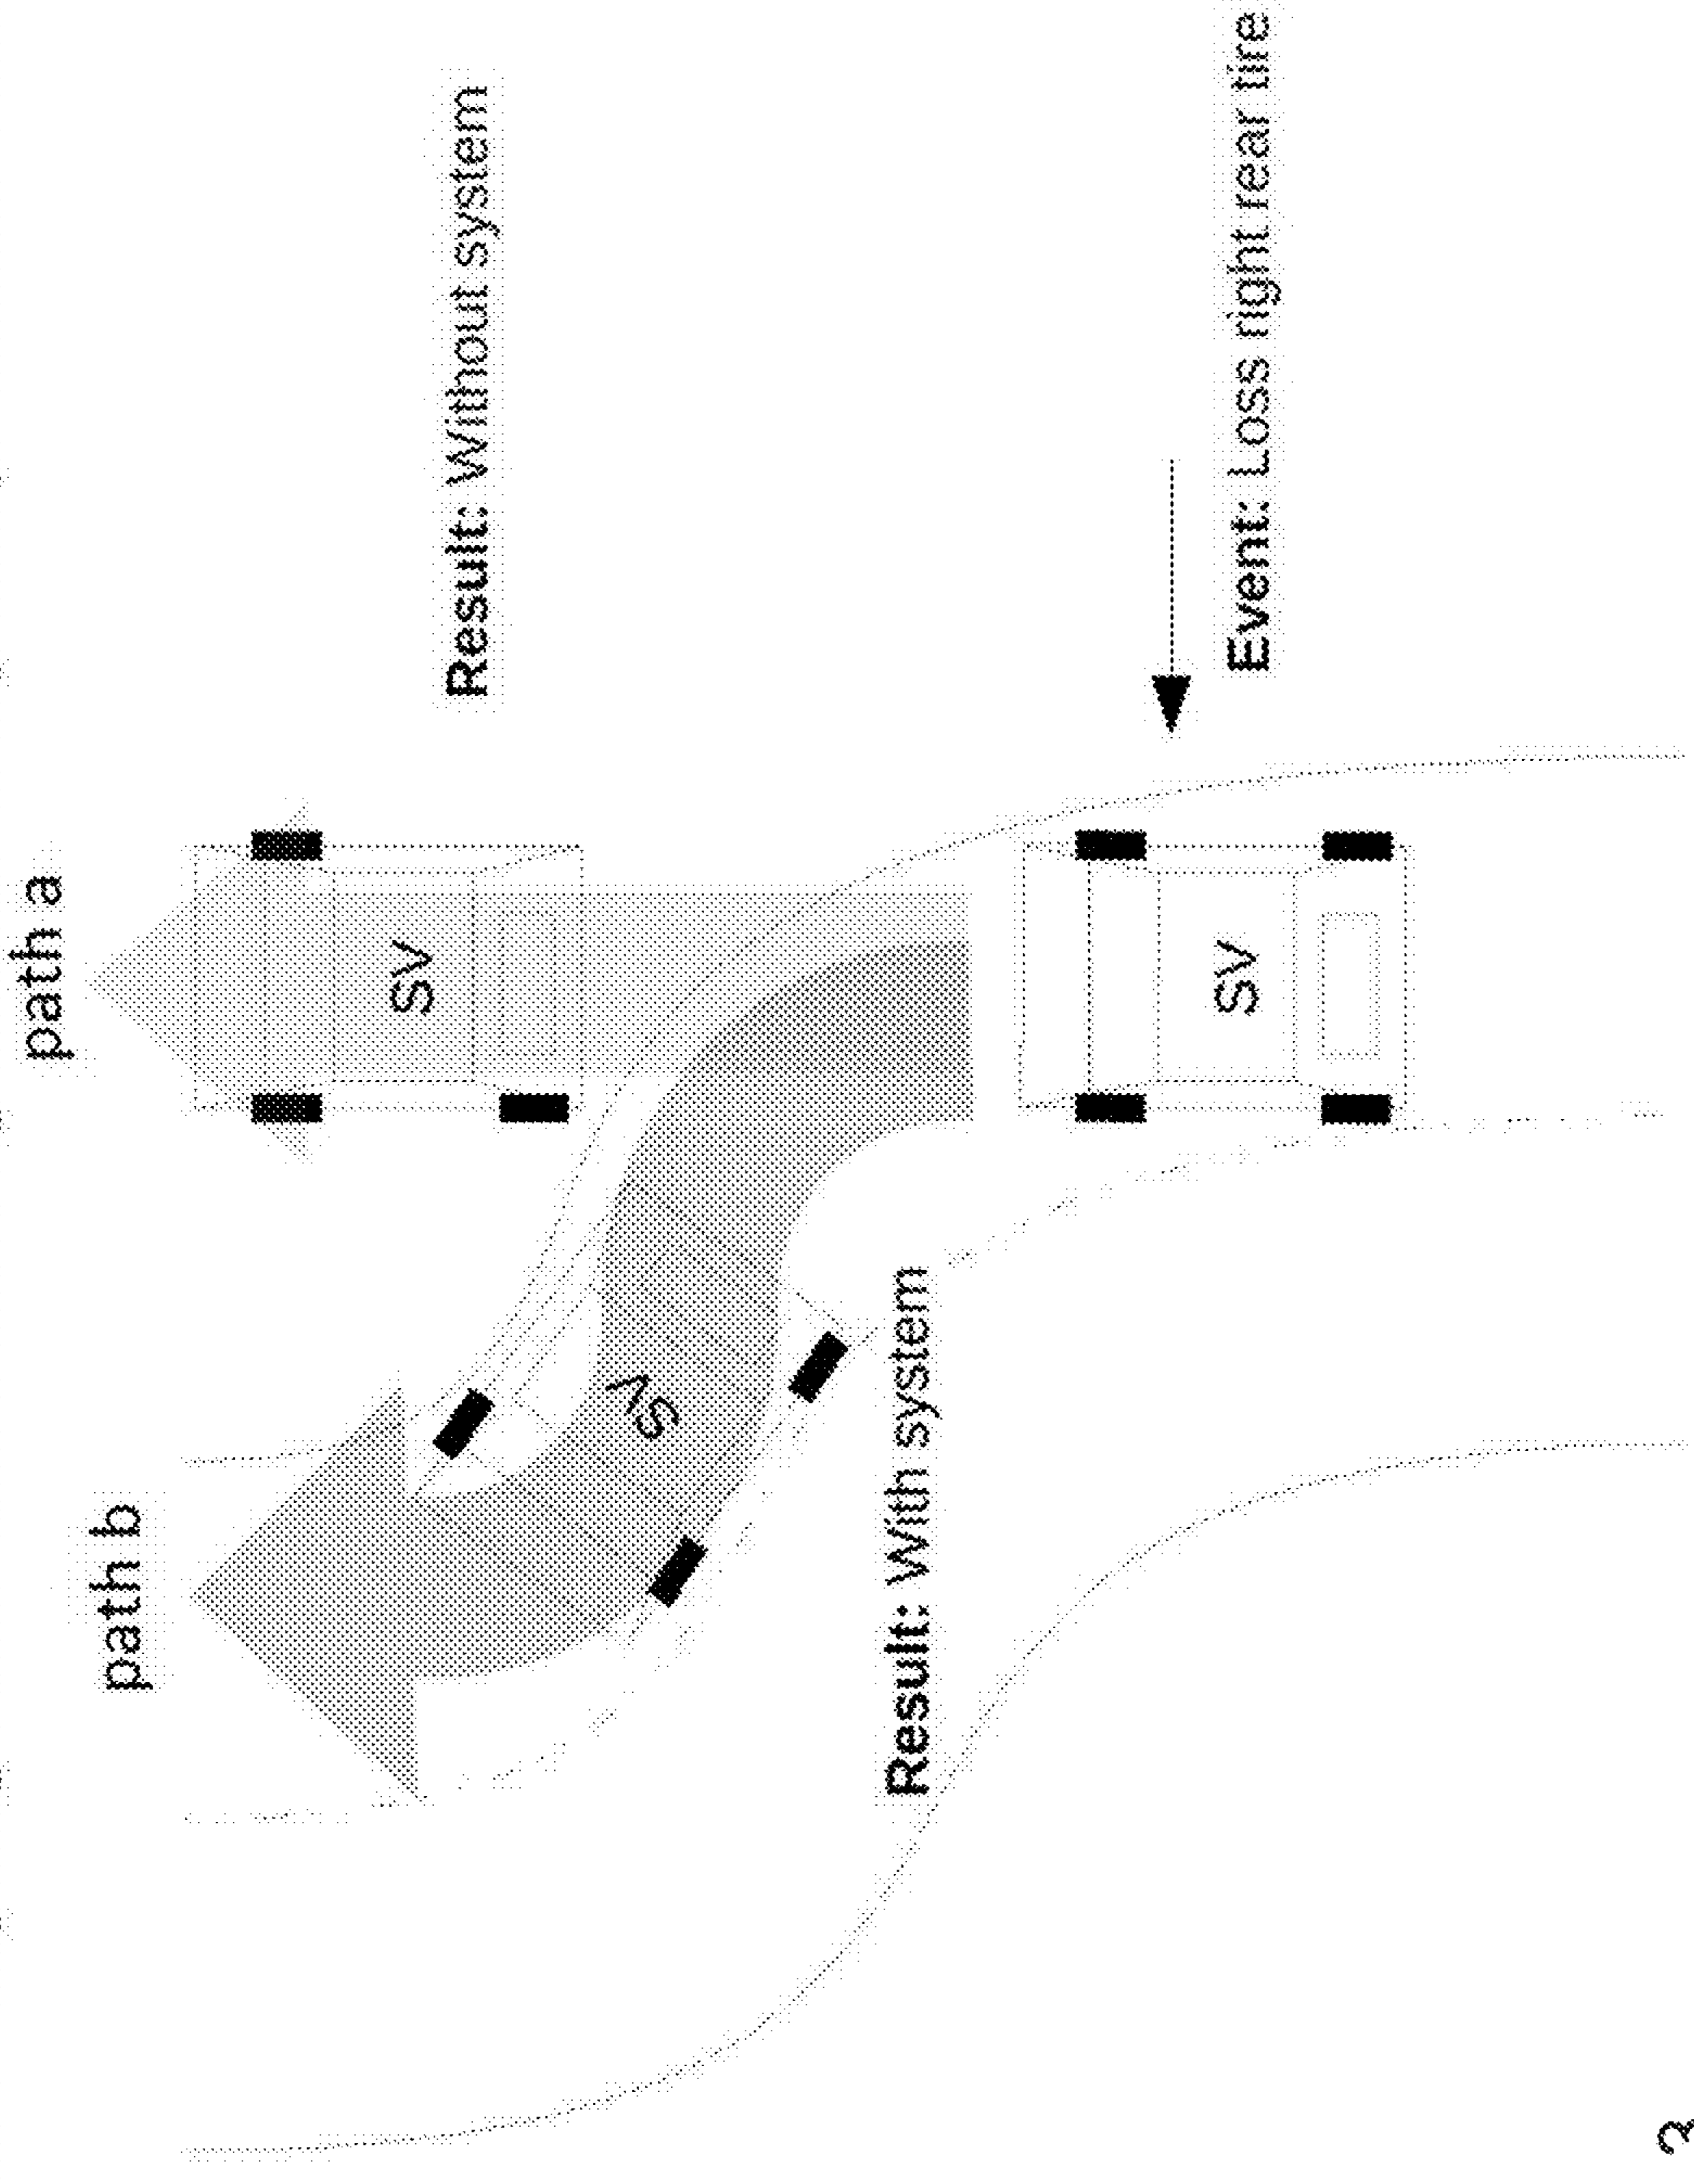 path a
path b
SV
Result: Without system
SV
Result: With system
SV
Event: Loss right rear tire